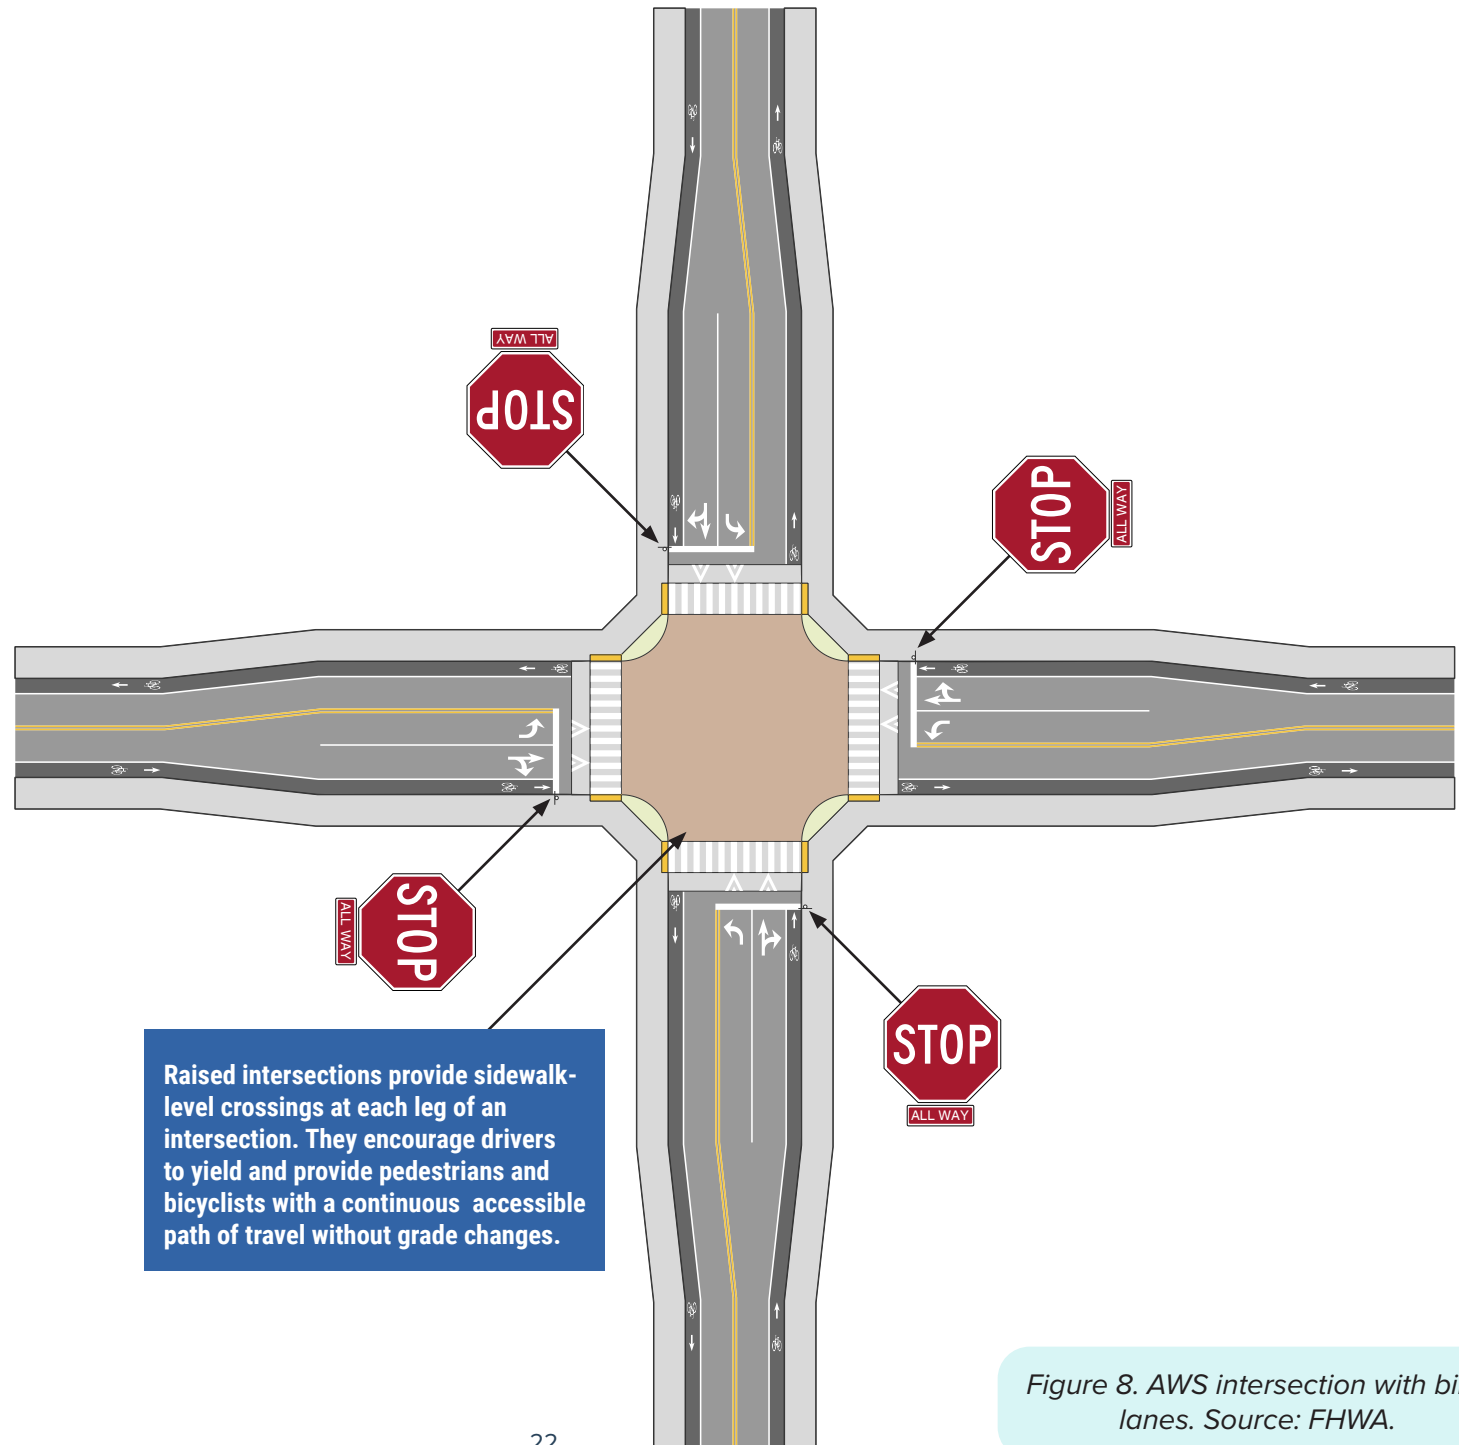 ALL WAY
STOP
STOP
ALL WAY
STOP
ALL WAY
STOP
ALL WAY
Raised intersections provide sidewalk-
level crossings at each leg of an
intersection. They encourage drivers
to yield and provide pedestrians and
bicyclists with a continuous accessible
path of travel without grade changes.
Figure 8. AWS intersection with
lanes. Source: FHWA.
22